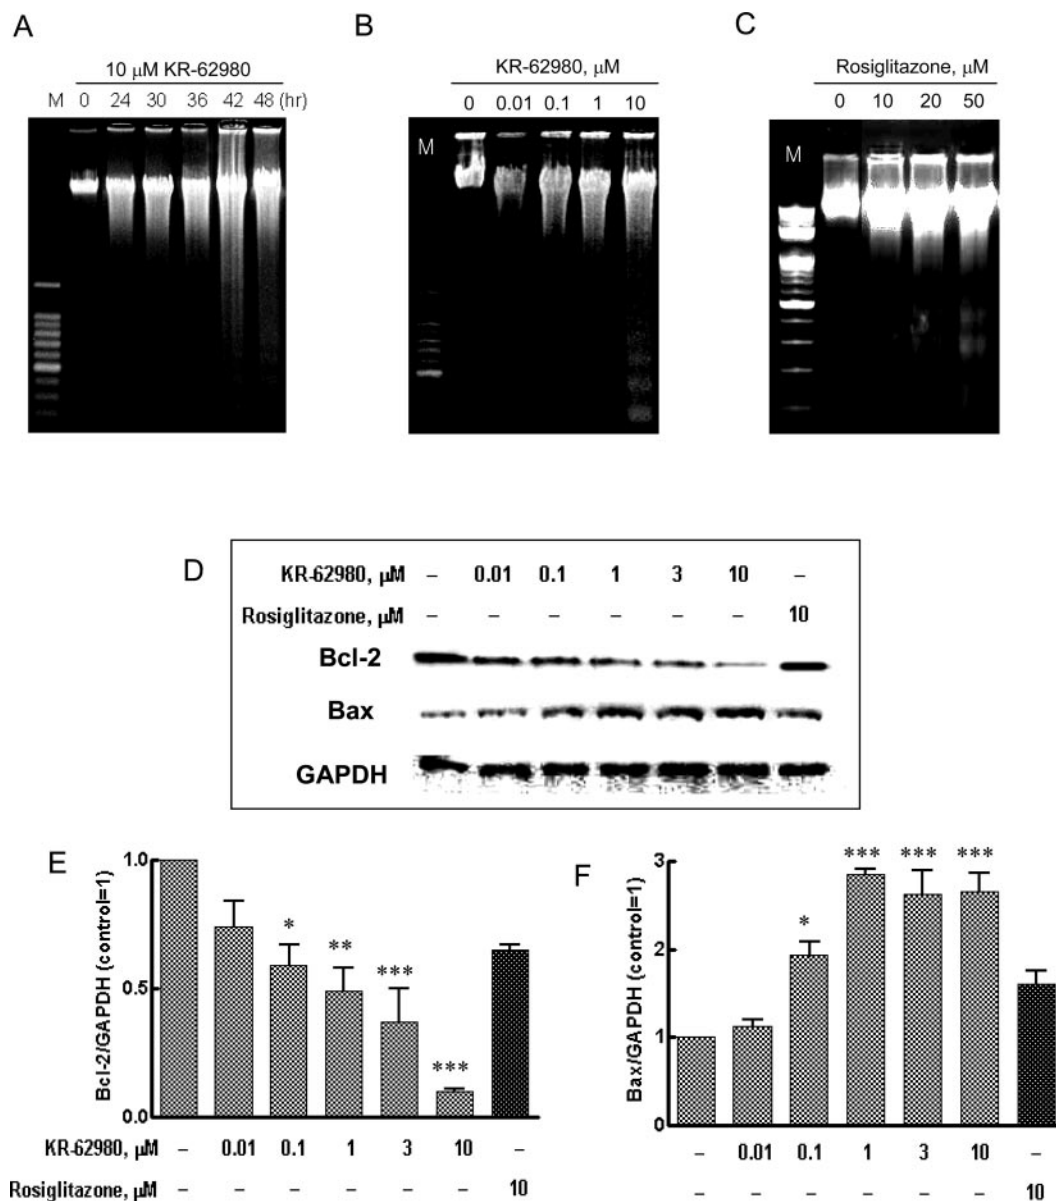 A
10 μM KR-62980
M 0 24 30 36 42 48 (hr)
B
KR-62980, μM
0 0.01 0.1 1 10
M
C
Rosiglitazone, μM
0 10 20 50
M
D
KR-62980, μM – 0.01 0.1 1 3 10 –
Rosiglitazone, μM – – – – – – 10
Bcl-2
Bax
GAPDH
E
Bcl-2/GAPDH (control=1)
1.0
0.5
0.0
* ** *** ***
KR-62980, μM – 0.01 0.1 1 3 10 –
Rosiglitazone, μM – – – – – – 10
F
Bax/GAPDH (control=1)
3
2
1
0
* *** *** ***
– 0.01 0.1 1 3 10 –
– – – – – – 10